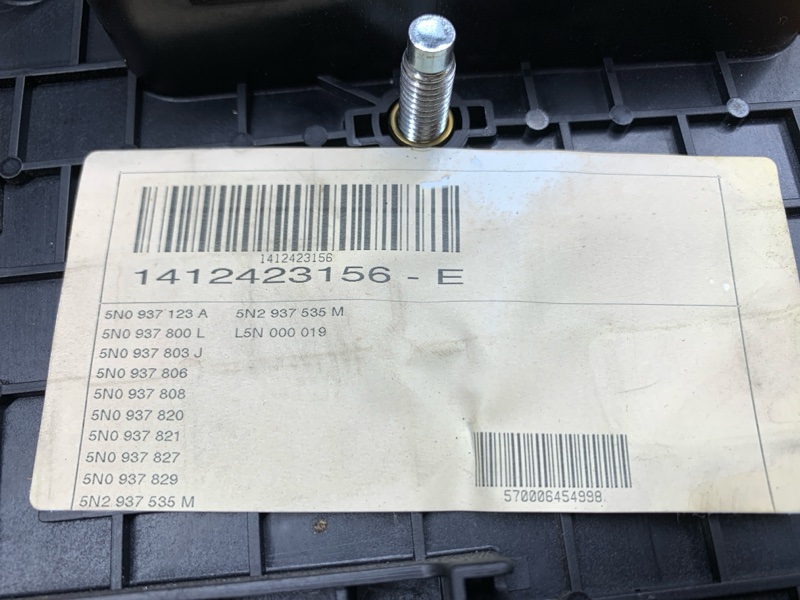 1412423156
1412423156 - E
5N0 937 123 A
5N0 937 800 L
5N0 937 803 J
5N0 937 806
5N0 937 808
5N0 937 820
5N0 937 821
5N0 937 827
5N0 937 829
5N2 937 535 M
5N2 937 535 M
L5N 000 019
570006454998